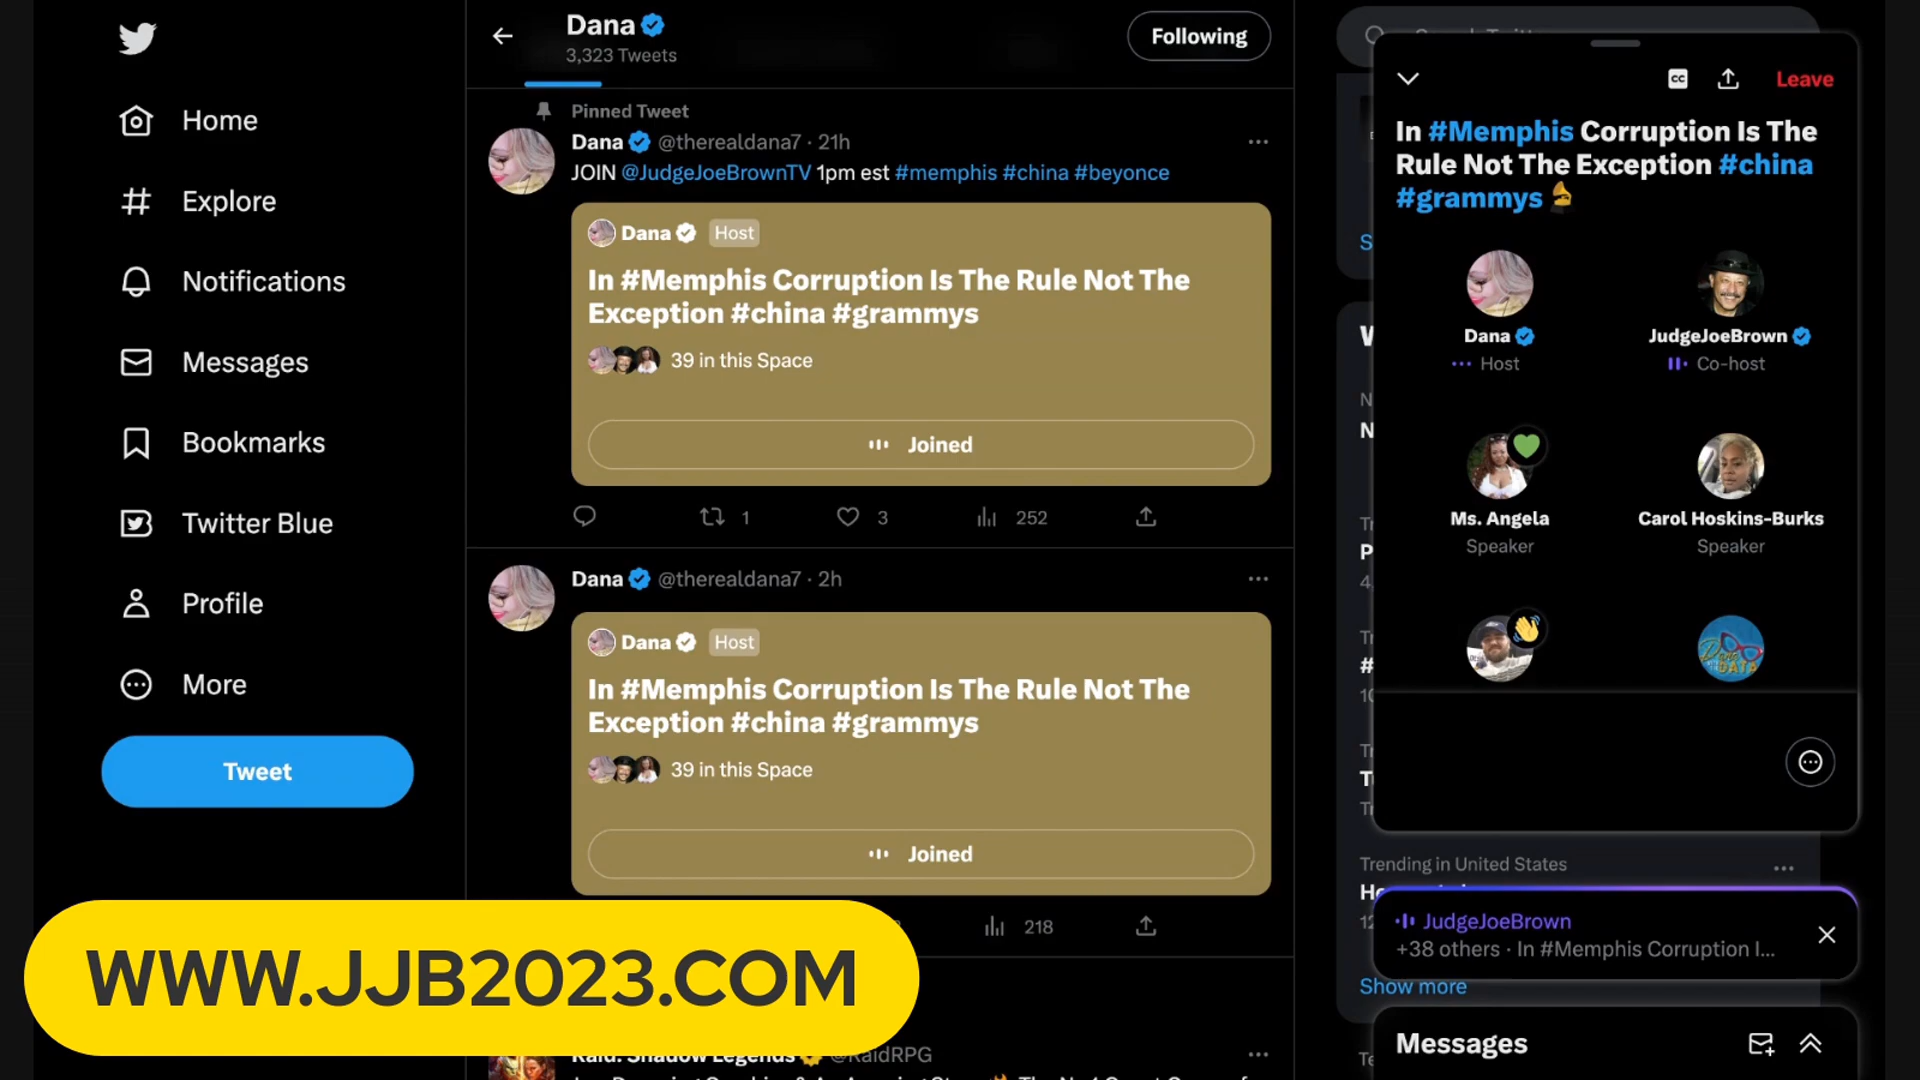 Home
Explore
Notifications
Messages
Bookmarks
Twitter Blue
Profile
More
Tweet
Dana
3,323 Tweets
Following
Pinned Tweet
Dana @therealdana7 · 21h
JOIN @JudgeJoeBrownTV 1pm est #memphis #china #beyonce
Dana Host
In #Memphis Corruption Is The Rule Not The
Exception #china #grammys
39 in this Space
Joined
1 3 252
Dana @therealdana7 · 2h
Dana Host
In #Memphis Corruption Is The Rule Not The
Exception #china #grammys
39 in this Space
Joined
218
Raid: Shadow Legends @RaidRPG
CC
Leave
In #Memphis Corruption Is The
Rule Not The Exception #china
#grammys
Dana
Host
JudgeJoeBrown
Co-host
Ms. Angela
Speaker
Carol Hoskins-Burks
Speaker
Trending in United States
JudgeJoeBrown
+38 others · In #Memphis Corruption I...
Show more
Messages
WWW.JJB2023.COM